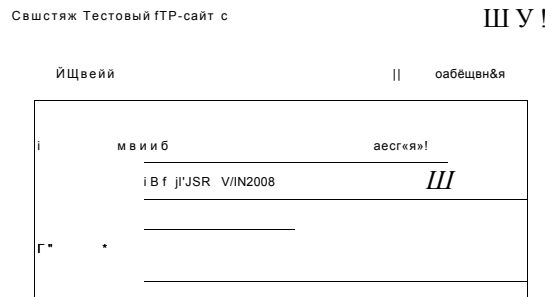 Свшстяж Тестовый fTP-сайт с Ш У !
ЙЩвейй || оабёщвн&я
і мвииб аесг«я»!
і В f jl'JSR V/IN2008 Ш
Г " *